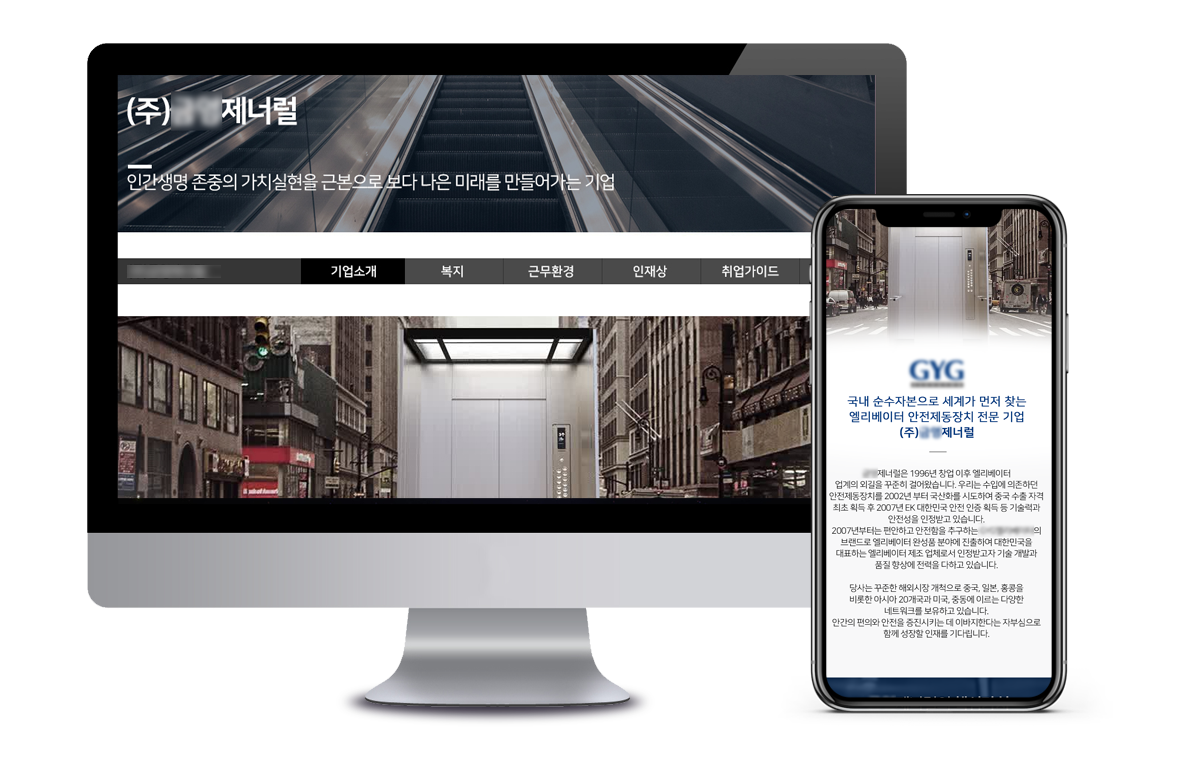 (주) 제너럴
인간생명 존중의 가치실현을 근본으로 보다 나은 미래를 만들어가는 기업
기업소개 복지 근무환경 인재상 취업가이드
GYG
국내 순수자본으로 세계가 먼저 찾는
엘리베이터 안전제동장치 전문 기업
(주) 제너럴
제너럴은 1996년 창업 이후 엘리베이터
업계의 외길을 꾸준히 걸어왔습니다. 우리는 수입에 의존하던
안전제동장치를 2002년 부터 국산화를 시도하여 중국 수출 자격
최초 획득 후 2007년 EK 대한민국 안전 인증 획득 등 기술력과
안전성을 인정받고 있습니다.
2007년부터는 편안하고 안전함을 추구하는 의
브랜드로 엘리베이터 완성품 분야에 진출하여 대한민국을
대표하는 엘리베이터 제조 업체로서 인정받고자 기술 개발과
품질 향상에 전력을 다하고 있습니다.
당사는 꾸준한 해외시장 개척으로 중국, 일본, 홍콩을
비롯한 아시아 20개국과 미국, 중동에 이르는 다양한
네트워크를 보유하고 있습니다.
안간의 편의와 안전을 증진시키는 데 이바지한다는 자부심으로
함께 성장할 인재를 기다립니다.